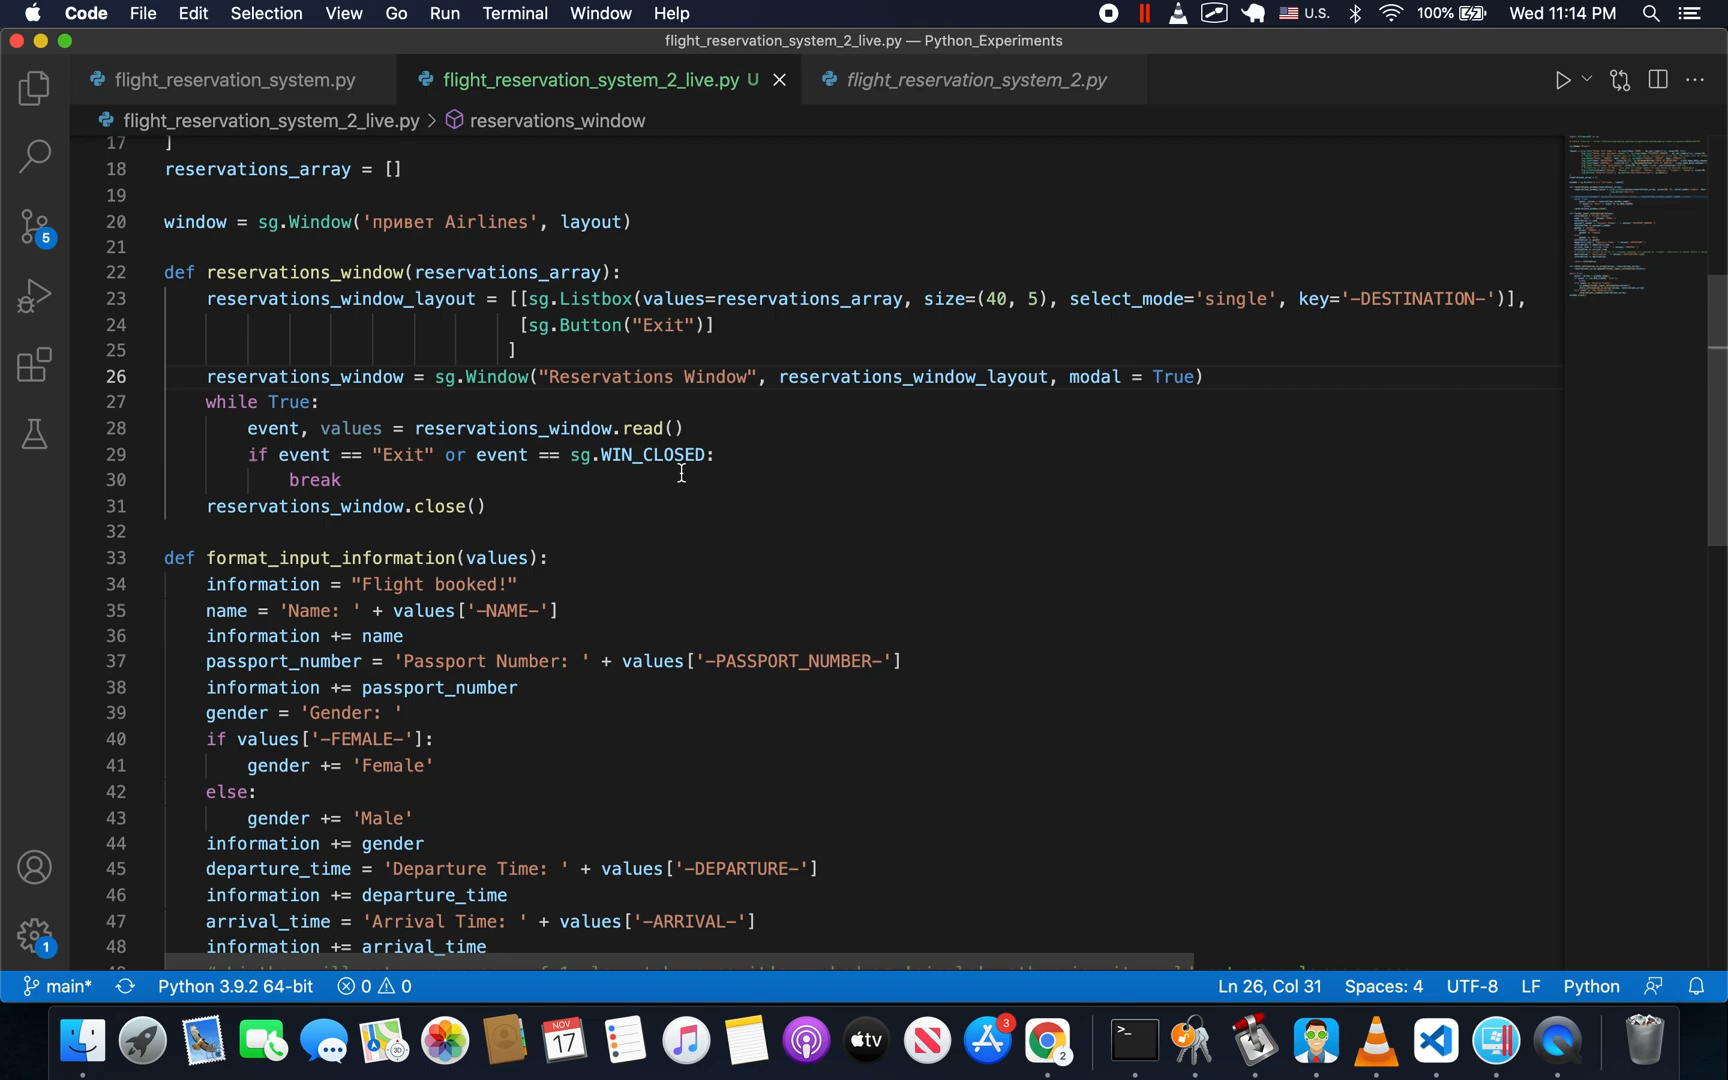 Code File Edit Selection View Go Run Terminal Window Help U.S. 100% Wed 11:14 PM
flight_reservation_system_2_live.py — Python_Experiments
flight_reservation_system.py flight_reservation_system_2_live.py U flight_reservation_system_2.py
flight_reservation_system_2_live.py > reservations_window
17 ]
18 reservations_array = []
19
20 window = sg.Window('привет Airlines', layout)
21
22 def reservations_window(reservations_array):
23 reservations_window_layout = [[sg.Listbox(values=reservations_array, size=(40, 5), select_mode='single', key='-DESTINATION-')],
24 [sg.Button("Exit")]
25 ]
26 reservations_window = sg.Window("Reservations Window", reservations_window_layout, modal = True)
27 while True:
28 event, values = reservations_window.read()
29 if event == "Exit" or event == sg.WIN_CLOSED:
30 break
31 reservations_window.close()
32
33 def format_input_information(values):
34 information = "Flight booked!"
35 name = 'Name: ' + values['-NAME-']
36 information += name
37 passport_number = 'Passport Number: ' + values['-PASSPORT_NUMBER-']
38 information += passport_number
39 gender = 'Gender: '
40 if values['-FEMALE-']:
41 gender += 'Female'
42 else:
43 gender += 'Male'
44 information += gender
45 departure_time = 'Departure Time: ' + values['-DEPARTURE-']
46 information += departure_time
47 arrival_time = 'Arrival Time: ' + values['-ARRIVAL-']
48 information += arrival_time
5
1
main* Python 3.9.2 64-bit 0 0 Ln 26, Col 31 Spaces: 4 UTF-8 LF Python
NOV
17
3
tv
2